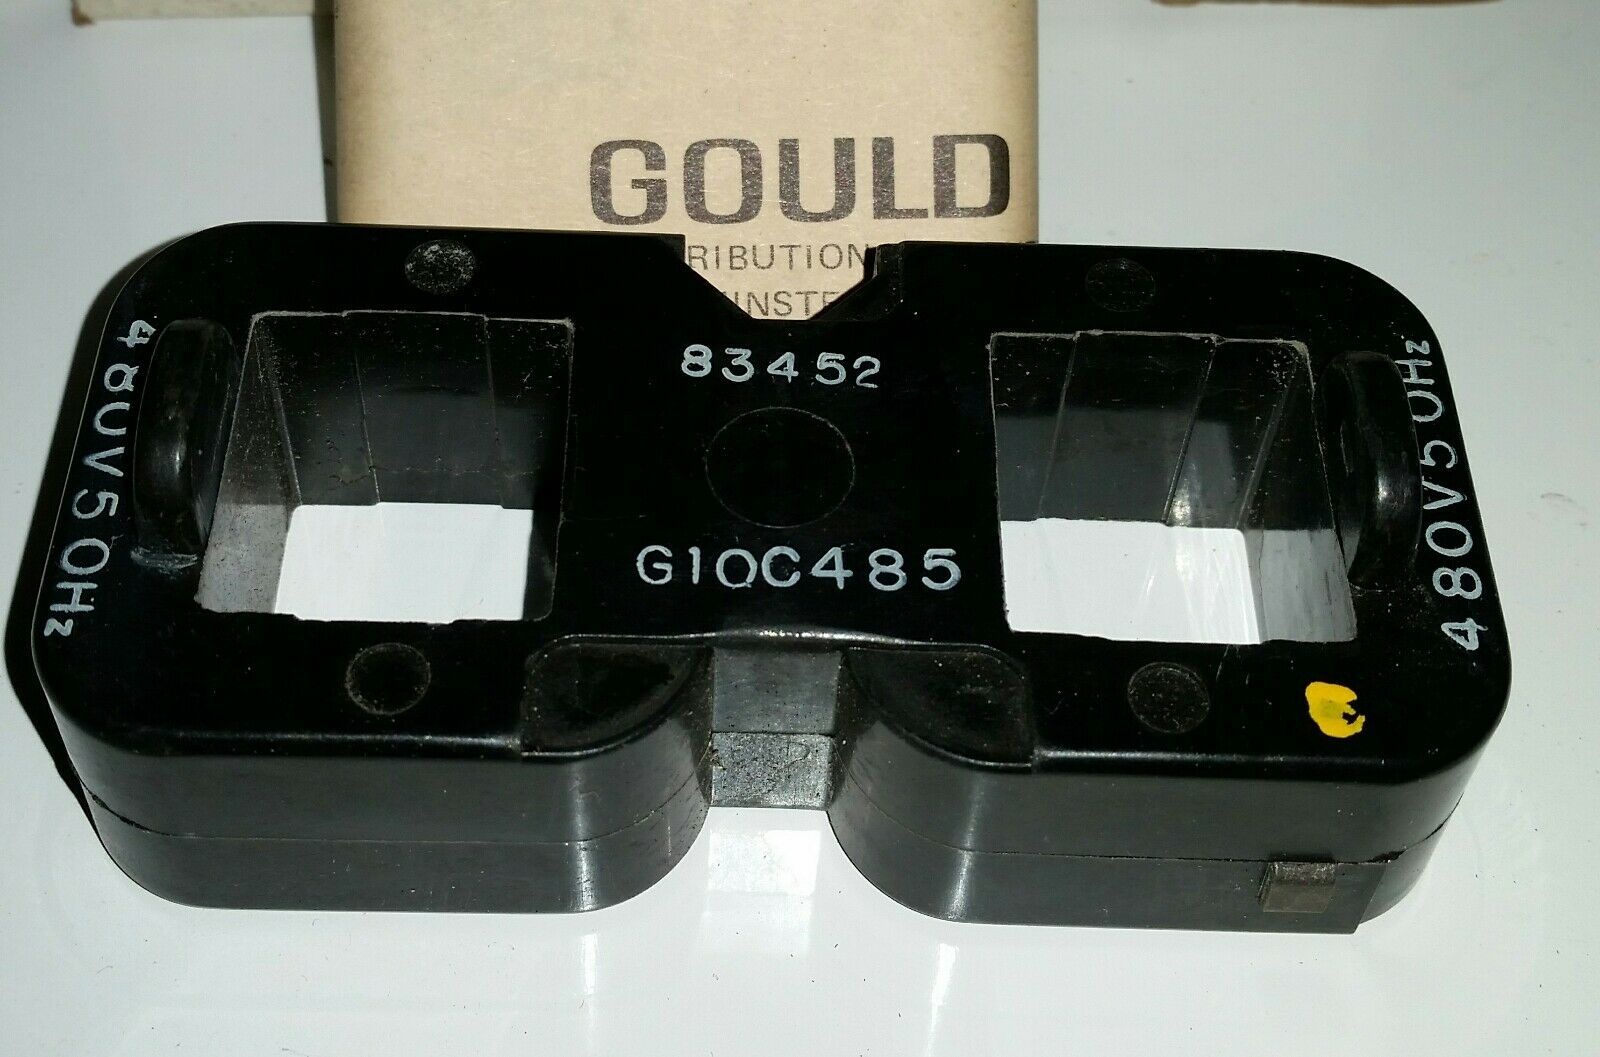 GOULD
RIBUTION
INSTE
83452
G10C485
480V50Hz
480V50Hz